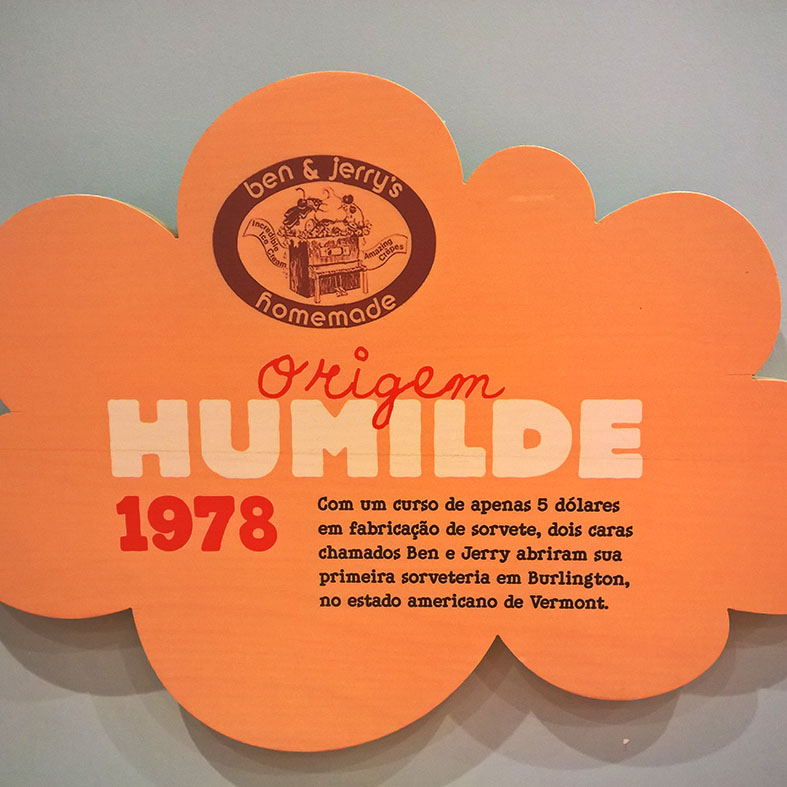 ben & jerry's
Incredible
Ice Cream
Amazing
Crêpes
homemade
origem
HUMILDE
1978
Com um curso de apenas 5 dólares
em fabricação de sorvete, dois caras
chamados Ben e Jerry abriram sua
primeira sorveteria em Burlington,
no estado americano de Vermont.